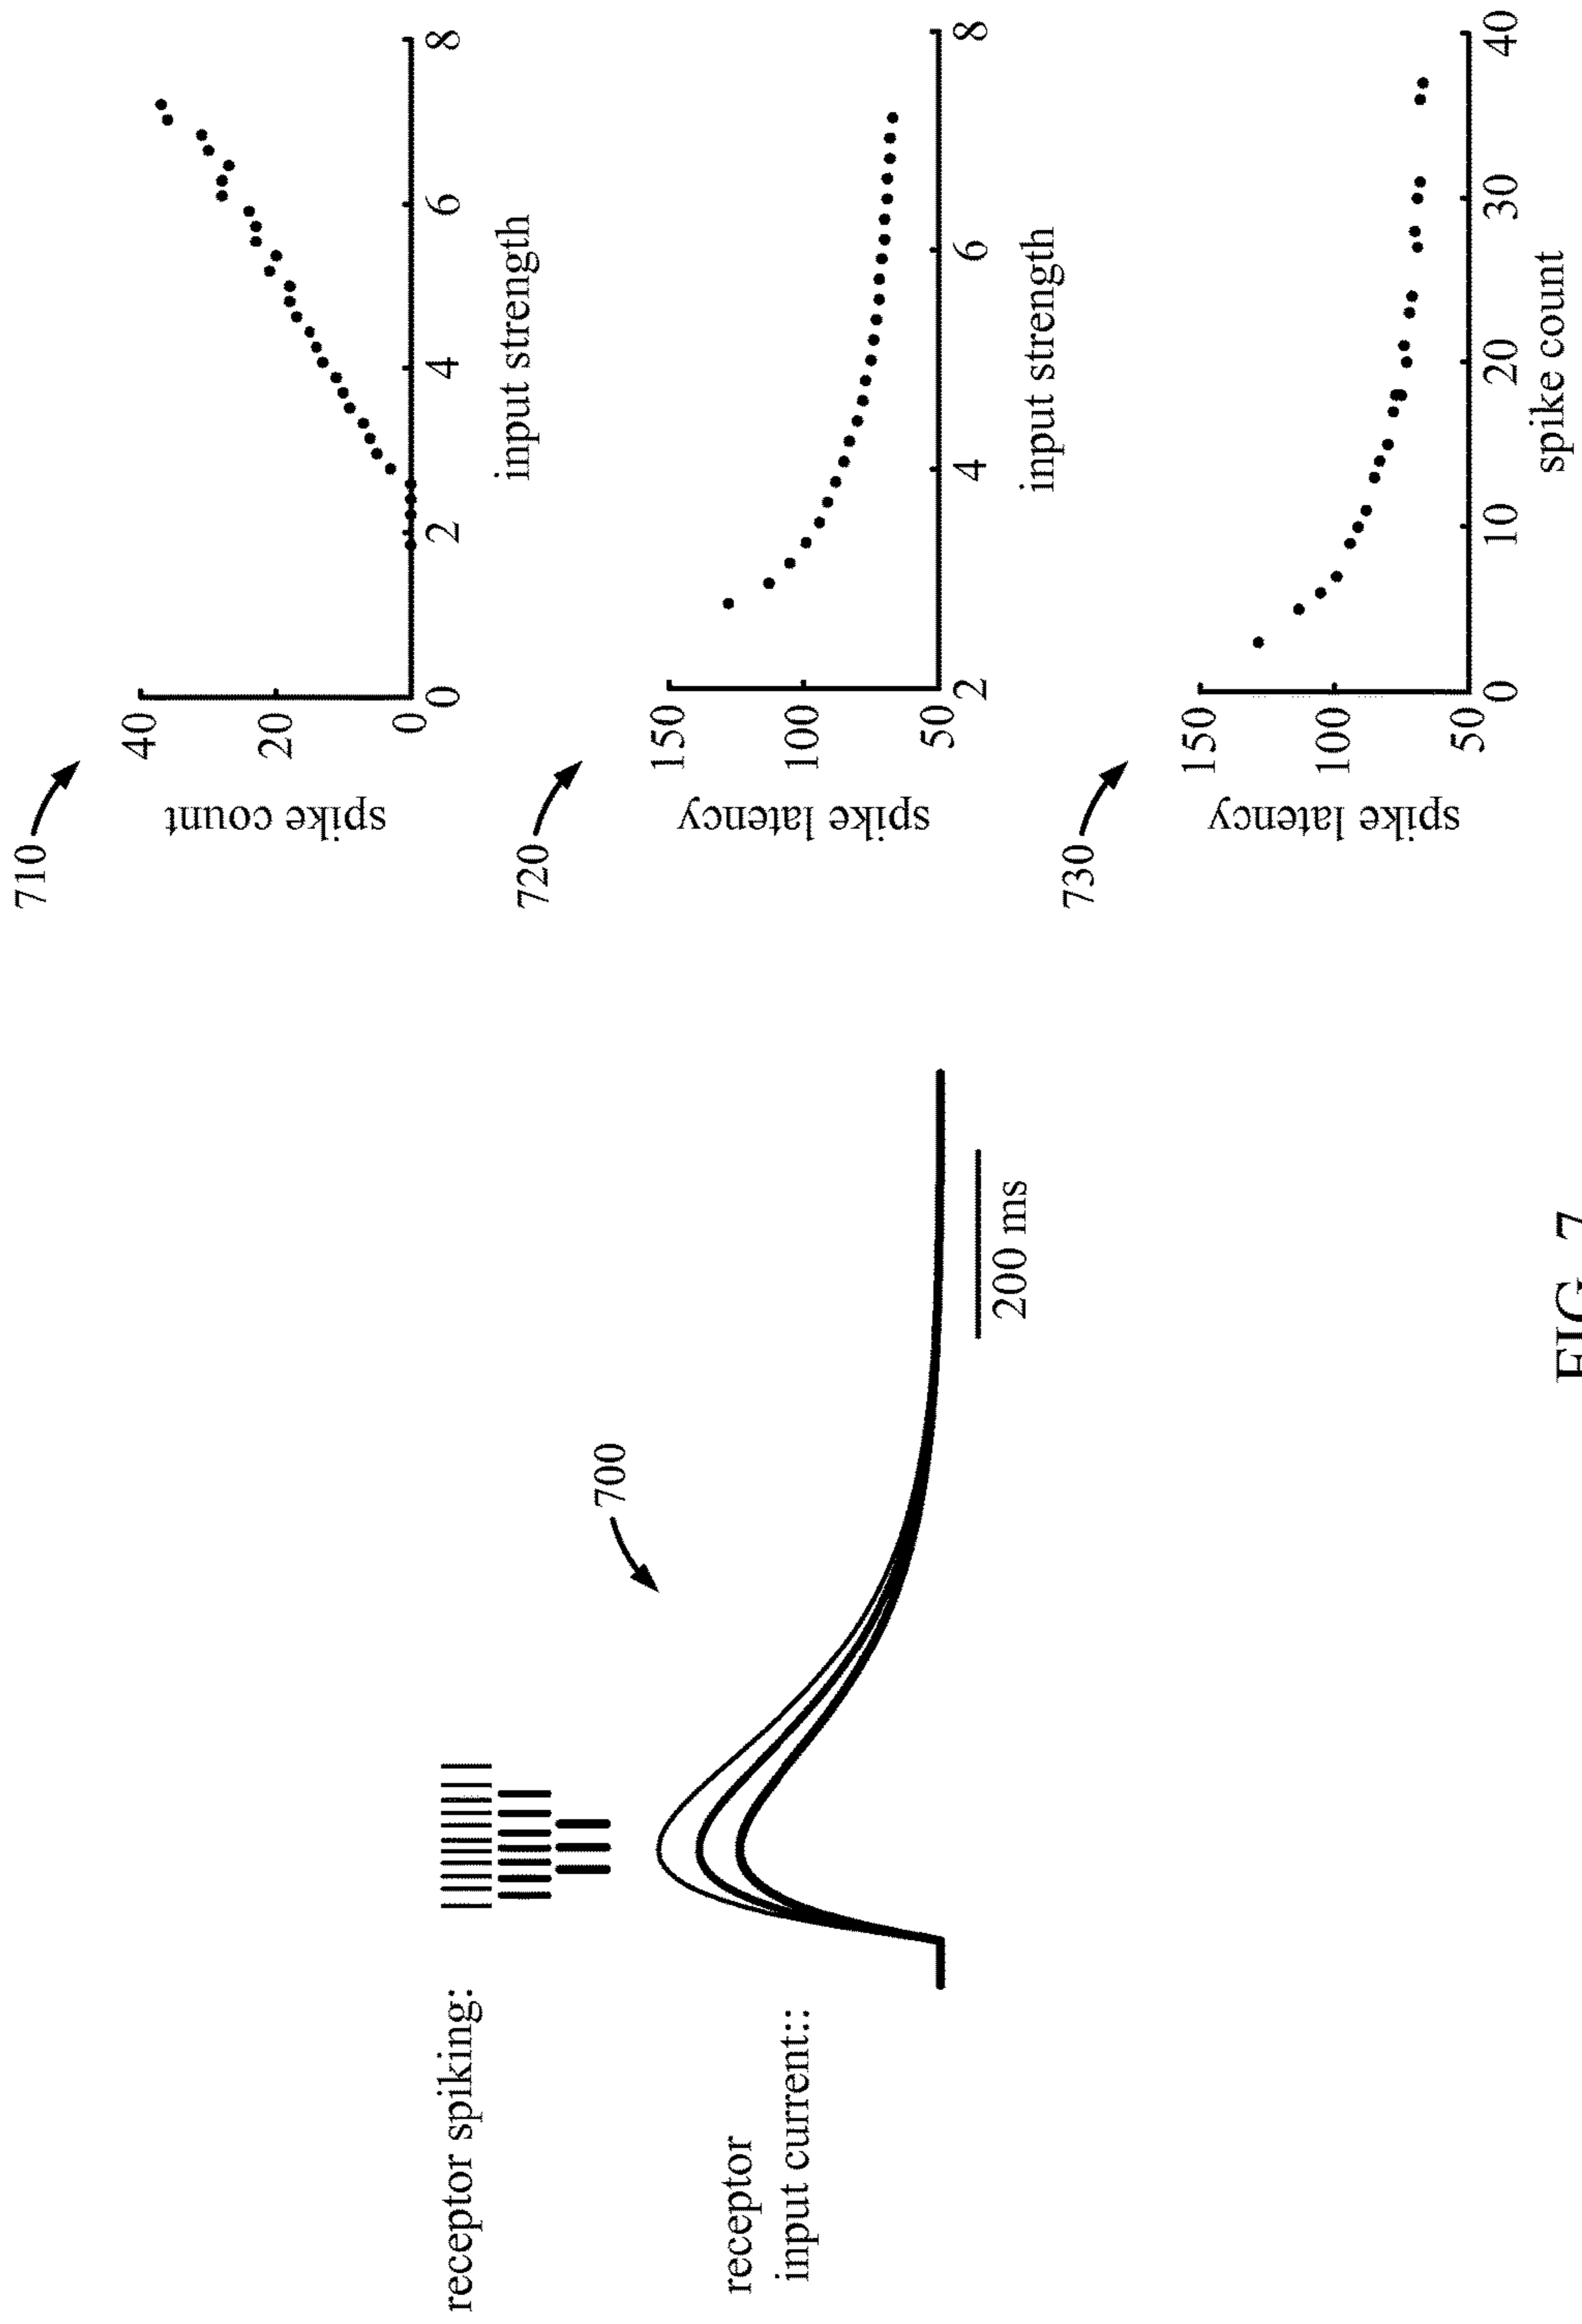 receptor spiking:
receptor
input current::
700
200 ms
710
spike count
40
20
0
0
2
4
6
8
input strength
720
spike latency
150
100
50
2
4
6
8
input strength
730
spike latency
150
100
50
0
10
20
30
40
spike count
FIG. 7